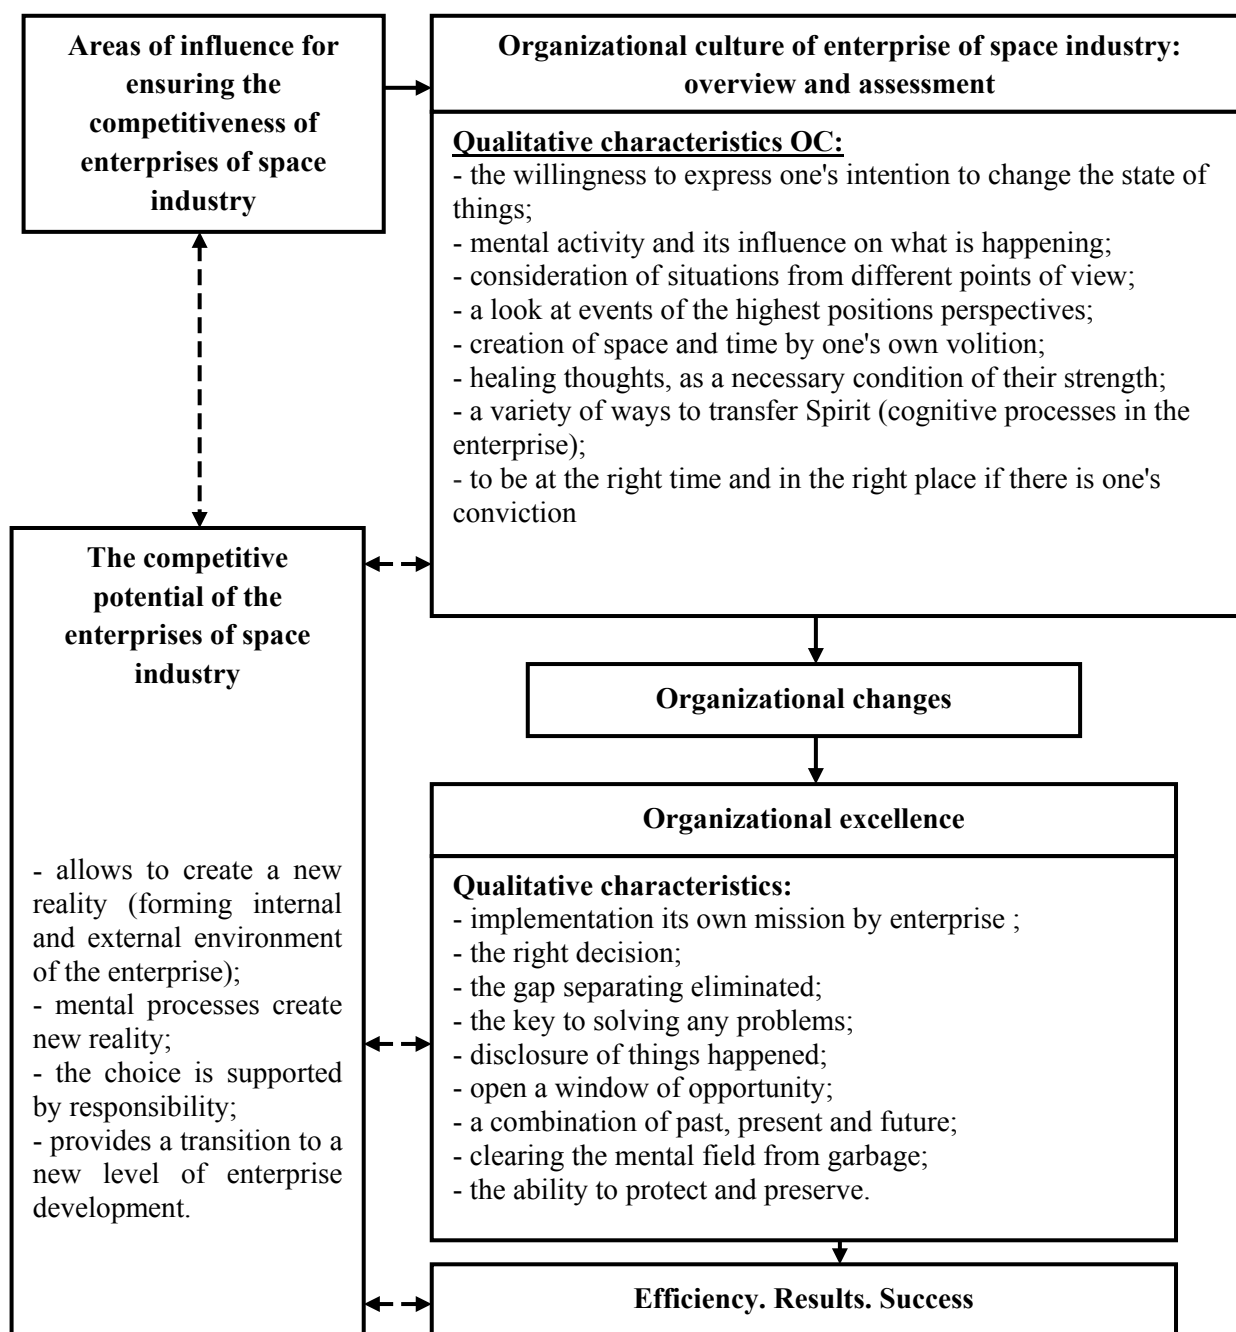 Areas of influence for
ensuring the
competitiveness of
enterprises of space
industry
Organizational culture of enterprise of space industry:
overview and assessment
Qualitative characteristics OC:
- the willingness to express one's intention to change the state of
things;
- mental activity and its influence on what is happening;
- consideration of situations from different points of view;
- a look at events of the highest positions perspectives;
- creation of space and time by one's own volition;
- healing thoughts, as a necessary condition of their strength;
- a variety of ways to transfer Spirit (cognitive processes in the
enterprise);
- to be at the right time and in the right place if there is one's
conviction
The competitive
potential of the
enterprises of space
industry
- allows to create a new
reality (forming internal
and external environment
of the enterprise);
- mental processes create
new reality;
- the choice is supported
by responsibility;
- provides a transition to a
new level of enterprise
development.
Organizational changes
Organizational excellence
Qualitative characteristics:
- implementation its own mission by enterprise ;
- the right decision;
- the gap separating eliminated;
- the key to solving any problems;
- disclosure of things happened;
- open a window of opportunity;
- a combination of past, present and future;
- clearing the mental field from garbage;
- the ability to protect and preserve.
Efficiency. Results. Success